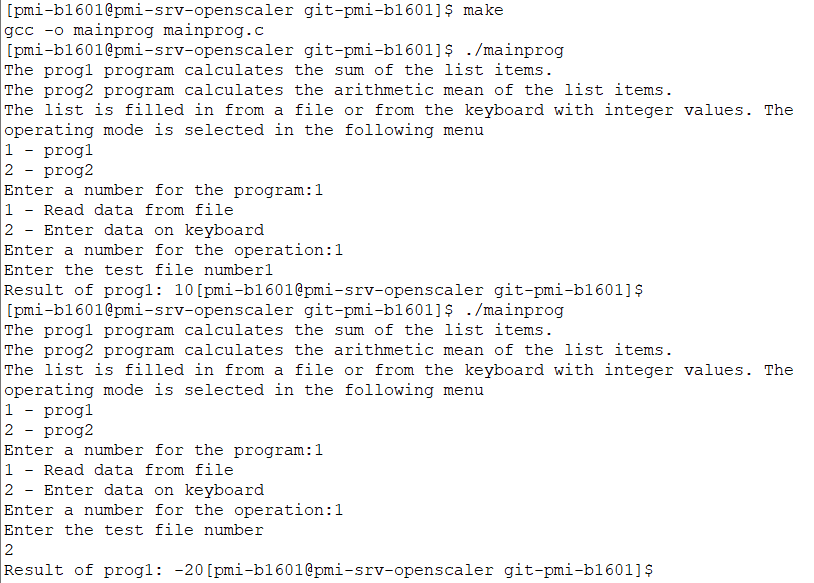 [pmi-b1601@pmi-srv-openscaler git-pmi-b1601]$ make
gcc -o mainprog mainprog.c
[pmi-b1601@pmi-srv-openscaler git-pmi-b1601]$ ./mainprog
The prog1 program calculates the sum of the list items.
The prog2 program calculates the arithmetic mean of the list items.
The list is filled in from a file or from the keyboard with integer values. The
operating mode is selected in the following menu
1 - prog1
2 - prog2
Enter a number for the program:1
1 - Read data from file
2 - Enter data on keyboard
Enter a number for the operation:1
Enter the test file number1
Result of prog1: 10[pmi-b1601@pmi-srv-openscaler git-pmi-b1601]$
[pmi-b1601@pmi-srv-openscaler git-pmi-b1601]$ ./mainprog
The prog1 program calculates the sum of the list items.
The prog2 program calculates the arithmetic mean of the list items.
The list is filled in from a file or from the keyboard with integer values. The
operating mode is selected in the following menu
1 - prog1
2 - prog2
Enter a number for the program:1
1 - Read data from file
2 - Enter data on keyboard
Enter a number for the operation:1
Enter the test file number
2
Result of prog1: -20[pmi-b1601@pmi-srv-openscaler git-pmi-b1601]$